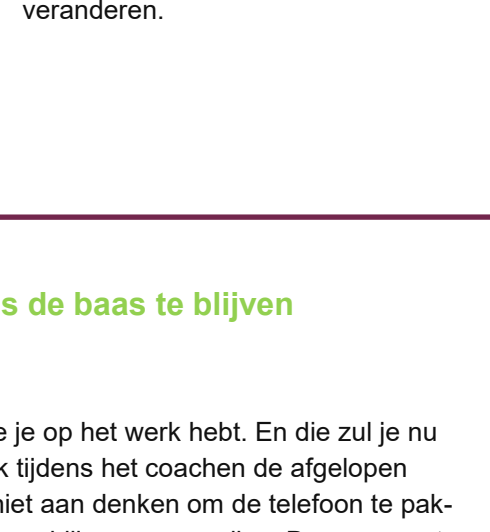 veranderen.
s de baas te blijven
e je op het werk hebt. En die zul je nu
k tijdens het coachen de afgelopen
niet aan denken om de telefoon te pak-